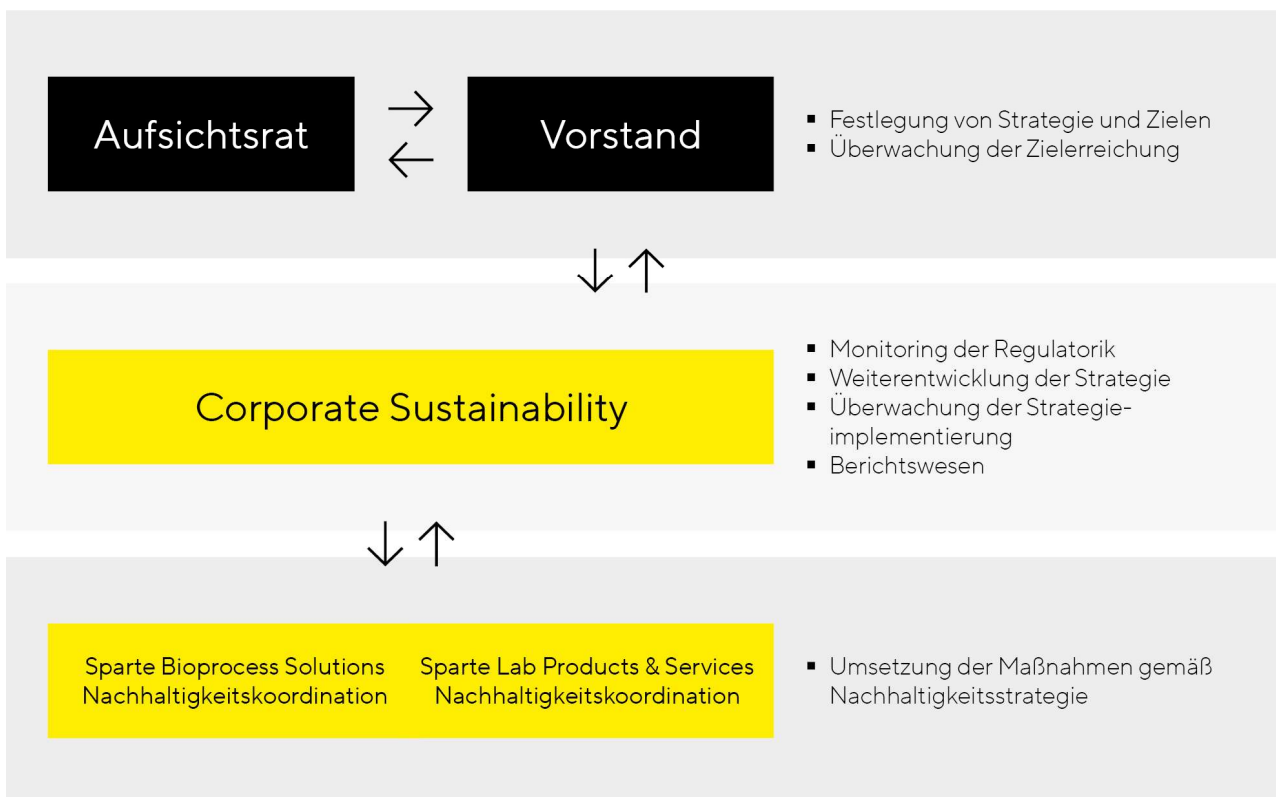 Aufsichtsrat
Vorstand
▪ Festlegung von Strategie und Zielen
▪ Überwachung der Zielerreichung
Corporate Sustainability
▪ Monitoring der Regulatorik
▪ Weiterentwicklung der Strategie
▪ Überwachung der Strategie-
implementierung
▪ Berichtswesen
Sparte Bioprocess Solutions
Nachhaltigkeitskoordination
Sparte Lab Products & Services
Nachhaltigkeitskoordination
▪ Umsetzung der Maßnahmen gemäß
Nachhaltigkeitsstrategie